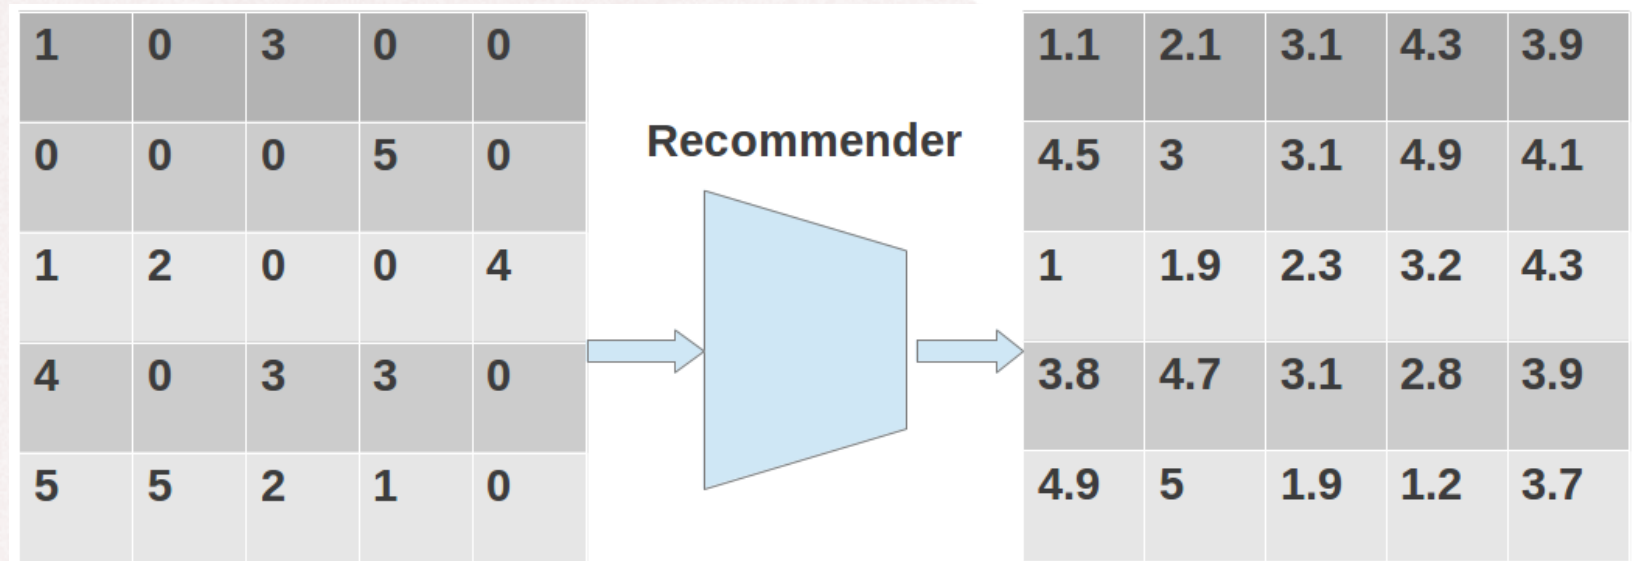 1 0 3 0 0
0 0 0 5 0
1 2 0 0 4
4 0 3 3 0
5 5 2 1 0
Recommender
1.1 2.1 3.1 4.3 3.9
4.5 3 3.1 4.9 4.1
1 1.9 2.3 3.2 4.3
3.8 4.7 3.1 2.8 3.9
4.9 5 1.9 1.2 3.7